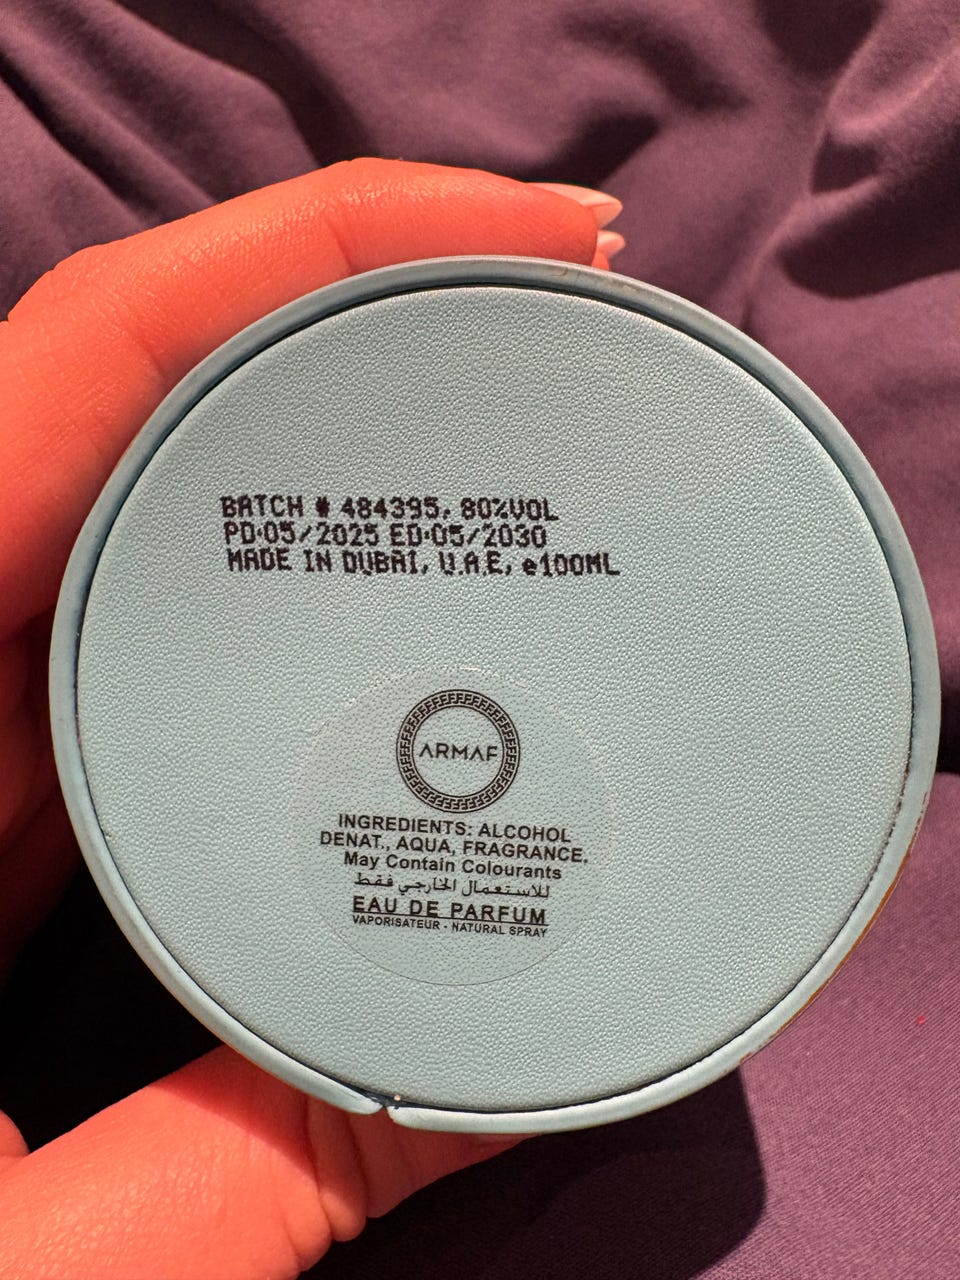 BATCH # 484395, 80%VOL
PD:05/2025 ED:05/2030
MADE IN DUBAI, U.A.E, e100ML
ARMAF
INGREDIENTS: ALCOHOL
DENAT., AQUA, FRAGRANCE.
May Contain Colourants
للاستعمال الخارجي فقط
EAU DE PARFUM
VAPORISATEUR - NATURAL SPRAY